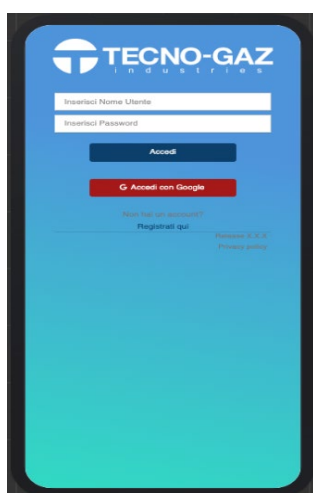 TECNO-GAZ
industries
Inserisci Nome Utente
Inserisci Password
Accedi
G Accedi con Google
Non hai un account?
Registrati qui
Release X.X.X
Privacy policy